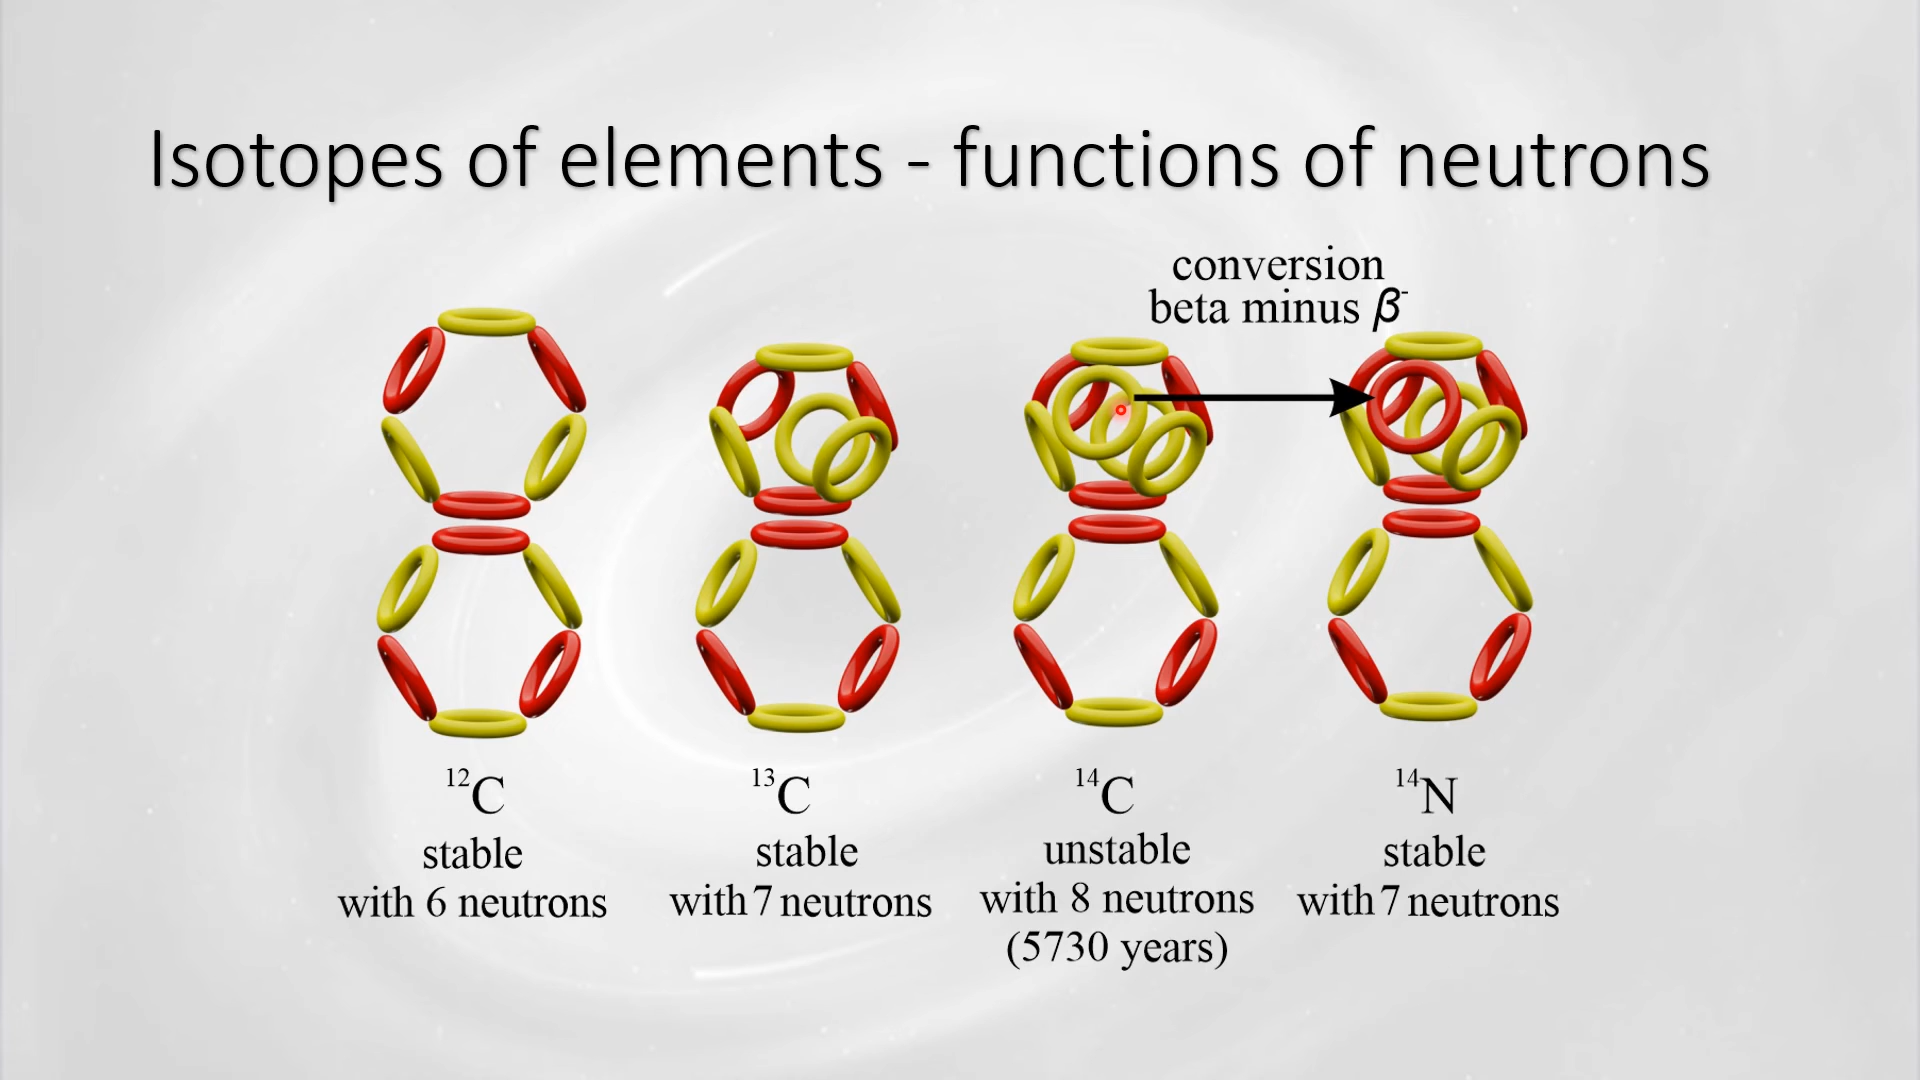 Isotopes of elements - functions of neutrons
conversion
beta minus β⁻
¹²C
stable
with 6 neutrons
¹³C
stable
with 7 neutrons
¹⁴C
unstable
with 8 neutrons
(5730 years)
¹⁴N
stable
with 7 neutrons